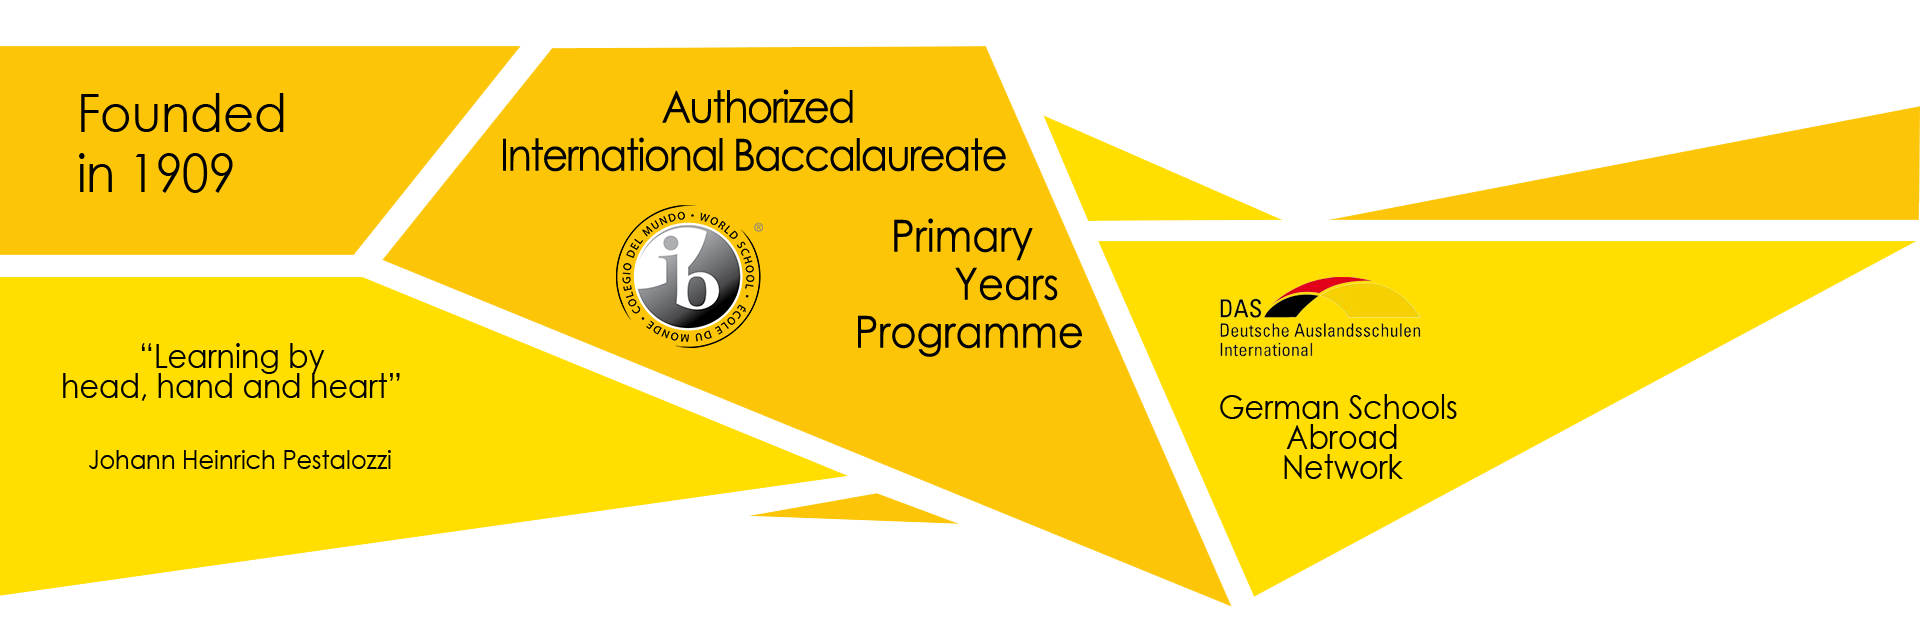 Founded
in 1909
“Learning by
head, hand and heart”
Johann Heinrich Pestalozzi
Authorized
International Baccalaureate
COLEGIO DEL MUNDO • WORLD SCHOOL • ÉCOLE DU MONDE •
®
ib
Primary
Years
Programme
DAS
Deutsche Auslandsschulen
International
German Schools
Abroad
Network